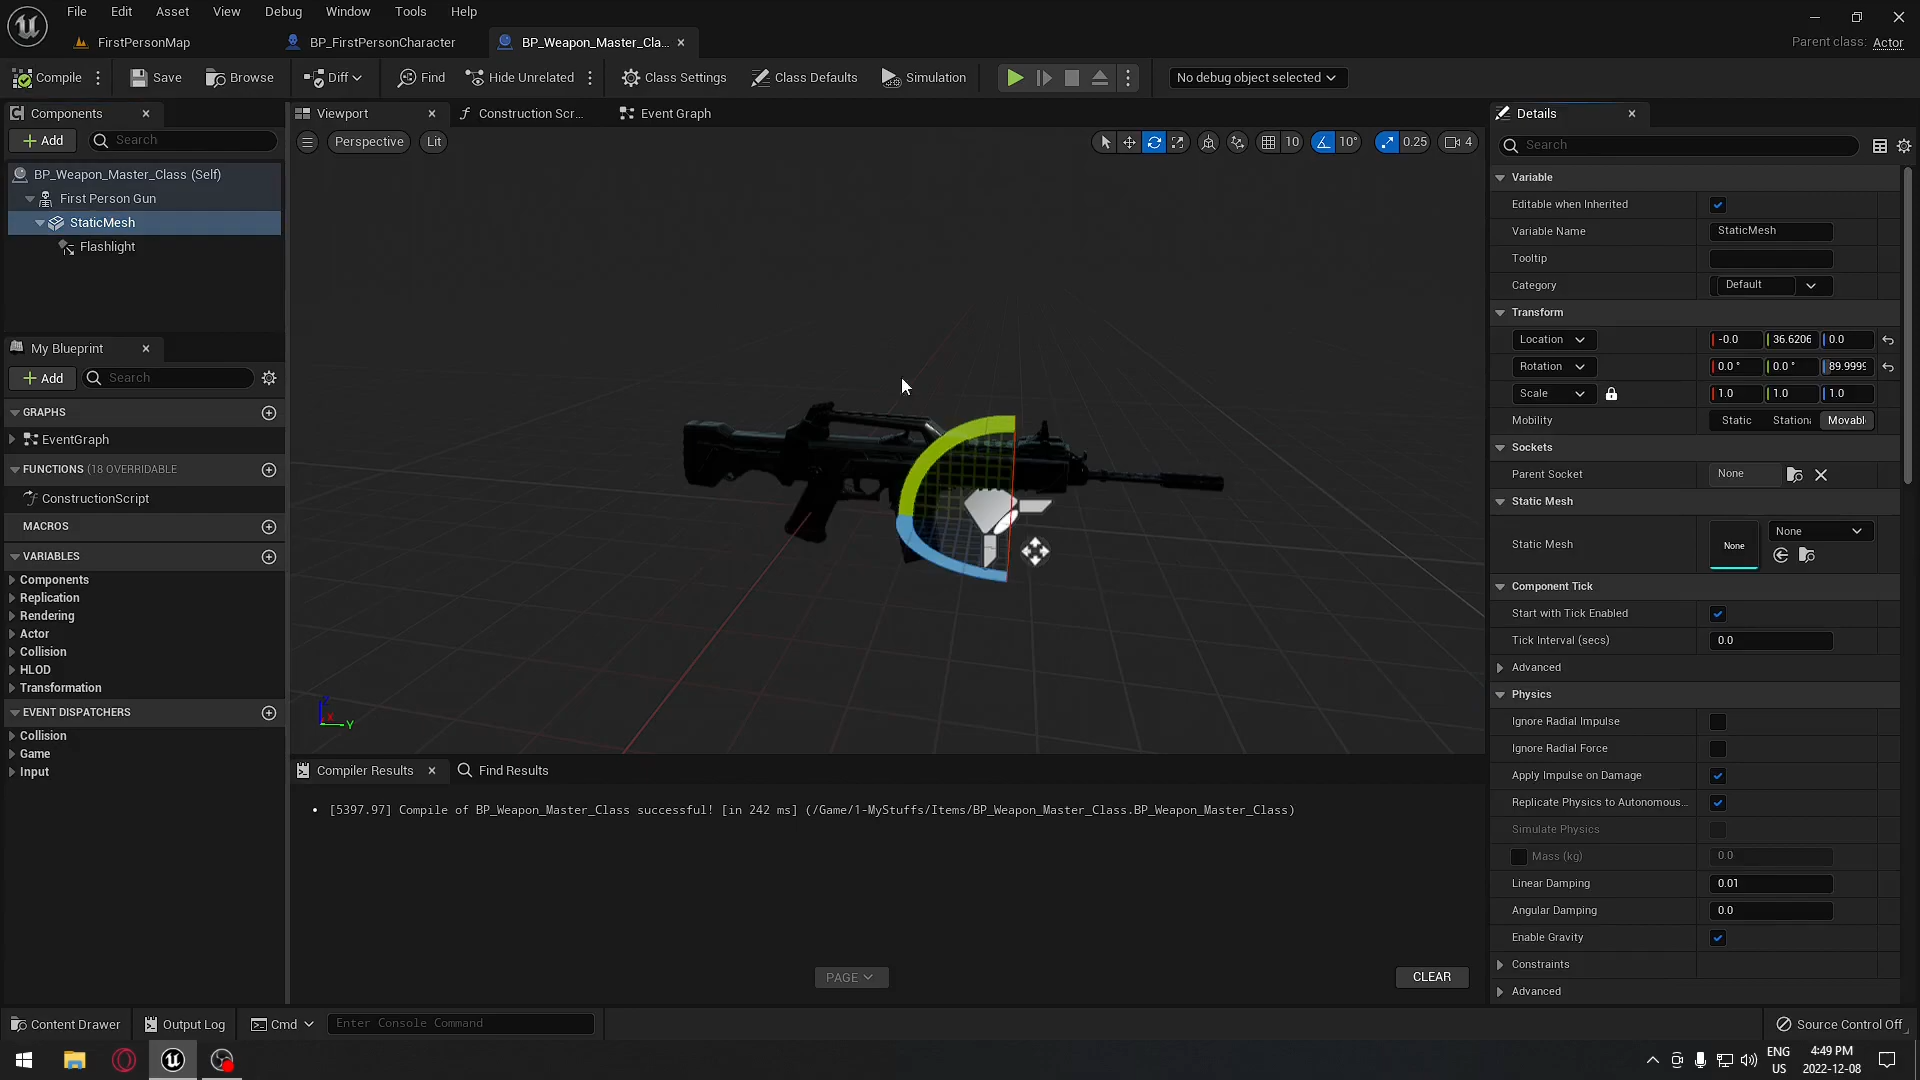 File Edit Asset View Debug Window Tools Help
FirstPersonMap BP_FirstPersonCharacter BP_Weapon_Master_Cla...
Parent class: Actor
Compile Save Browse Diff Find Hide Unrelated Class Settings Class Defaults Simulation No debug object selected
Components
Add Search
BP_Weapon_Master_Class (Self)
First Person Gun
StaticMesh
Flashlight
My Blueprint
Add Search
GRAPHS
EventGraph
FUNCTIONS (18 OVERRIDABLE
ConstructionScript
MACROS
VARIABLES
Components
Replication
Rendering
Actor
Collision
HLOD
Transformation
EVENT DISPATCHERS
Collision
Game
Input
Viewport Construction Scr... Event Graph
Perspective Lit
10 10° 0.25 4
X Y
Compiler Results Find Results
• [5397.97] Compile of BP_Weapon_Master_Class successful! [in 242 ms] (/Game/1-MyStuffs/Items/BP_Weapon_Master_Class.BP_Weapon_Master_Class)
PAGE CLEAR
Details
Search
Variable
Editable when Inherited
Variable Name StaticMesh
Tooltip
Category Default
Transform
Location -0.0 36.6206 0.0
Rotation 0.0 ° 0.0 ° 89.9999
Scale 1.0 1.0 1.0
Mobility Static Stationa Movabl
Sockets
Parent Socket None
Static Mesh
Static Mesh None None
Component Tick
Start with Tick Enabled
Tick Interval (secs) 0.0
Advanced
Physics
Ignore Radial Impulse
Ignore Radial Force
Apply Impulse on Damage
Replicate Physics to Autonomous...
Simulate Physics
Mass (kg) 0.0
Linear Damping 0.01
Angular Damping 0.0
Enable Gravity
Constraints
Advanced
Content Drawer Output Log Cmd Enter Console Command Source Control Off
ENG
US
4:49 PM
2022-12-08